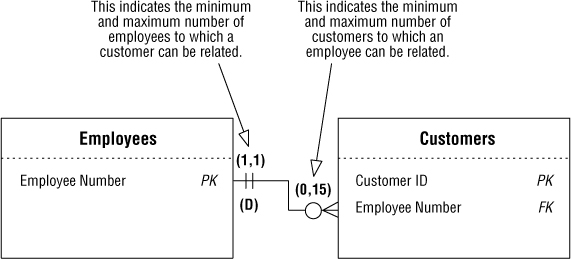 This indicates the minimum
and maximum number of
employees to which a
customer can be related.
This indicates the minimum
and maximum number of
customers to which an
employee can be related.
Employees
Employee Number PK
(1,1)
(D)
(0,15)
Customers
Customer ID PK
Employee Number FK